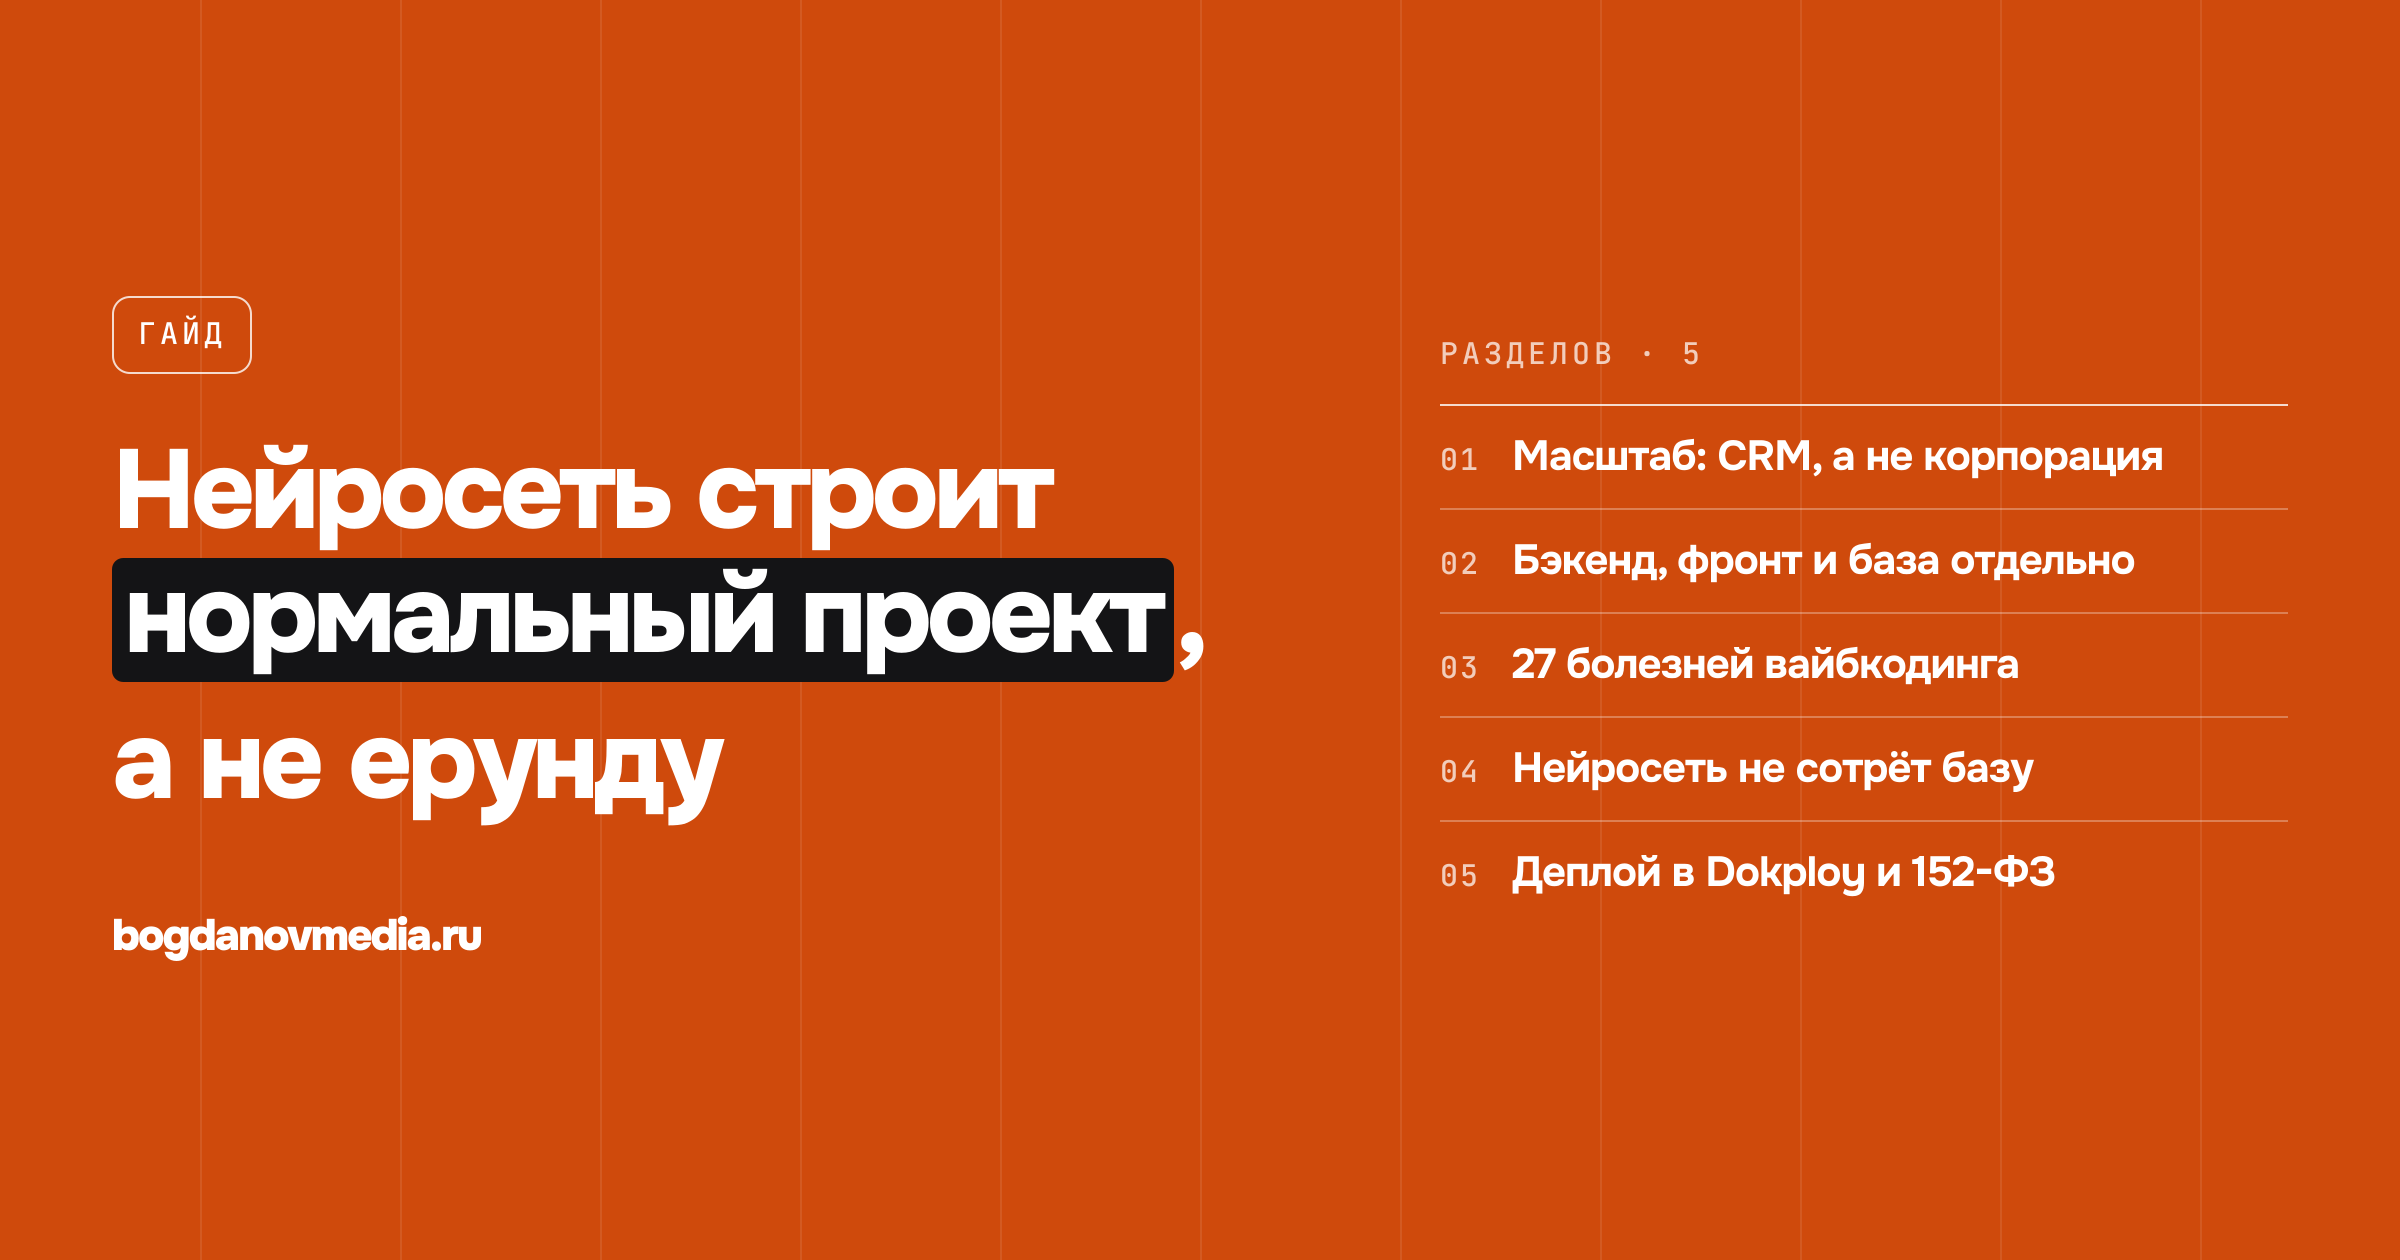 ГАЙД
Нейросеть строит
нормальный проект,
а не ерунду
bogdanovmedia.ru
РАЗДЕЛОВ · 5
01 Масштаб: CRM, а не корпорация
02 Бэкенд, фронт и база отдельно
03 27 болезней вайбкодинга
04 Нейросеть не сотрёт базу
05 Деплой в Dokploy и 152-ФЗ